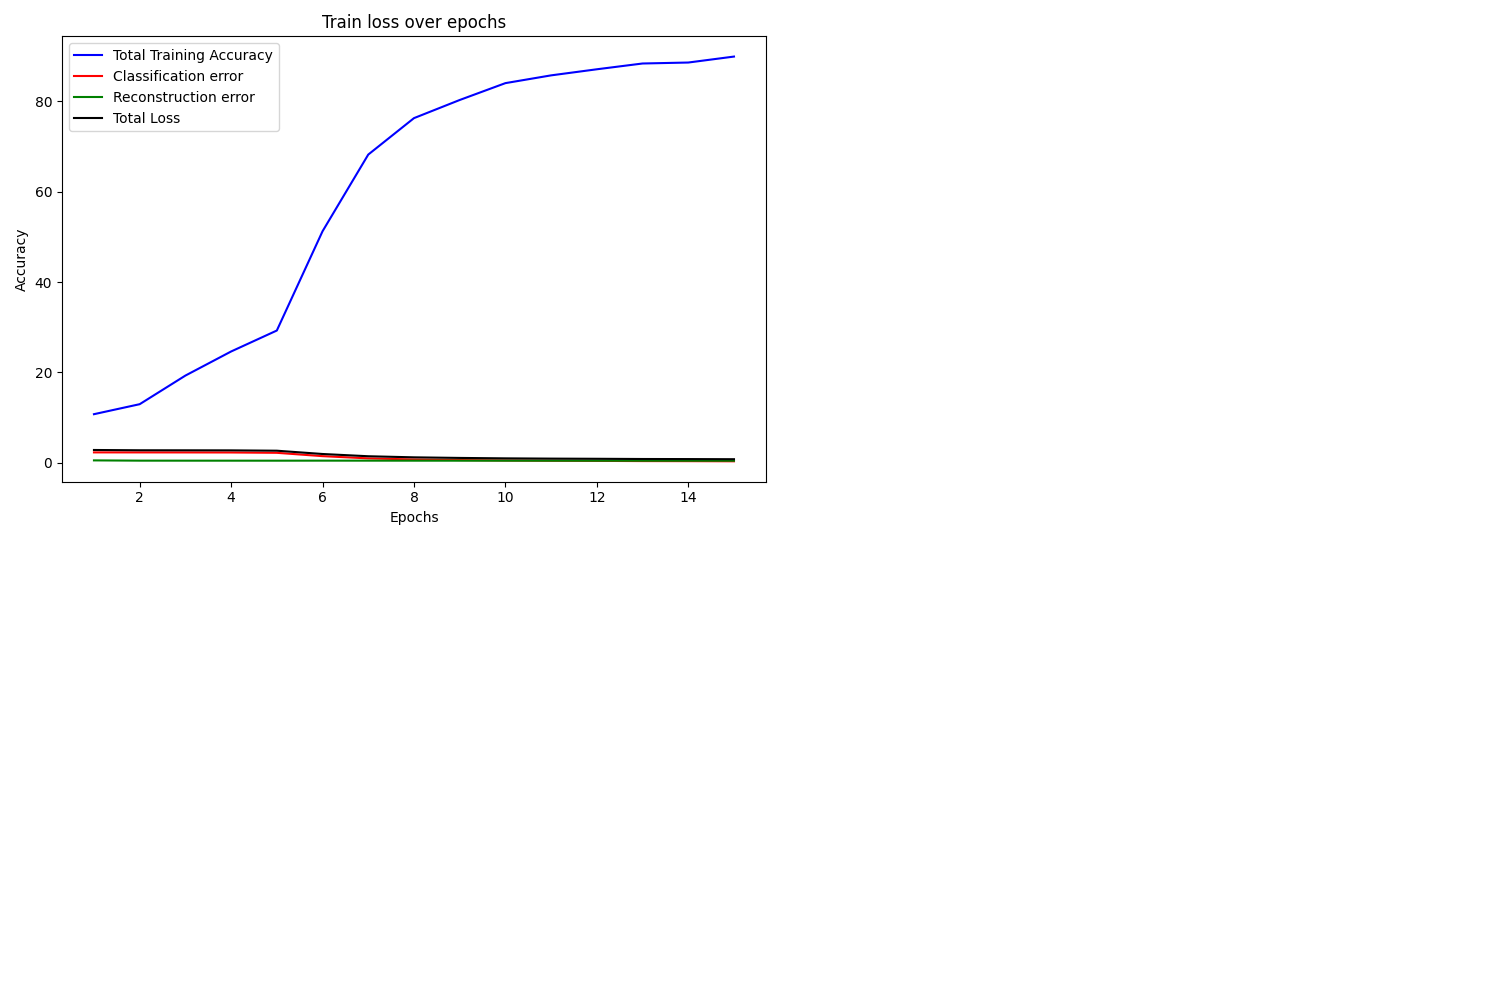 Train loss over epochs
Total Training Accuracy
Classification error
Reconstruction error
Total Loss
Accuracy
80
60
40
20
0
2 4 6 8 10 12 14
Epochs